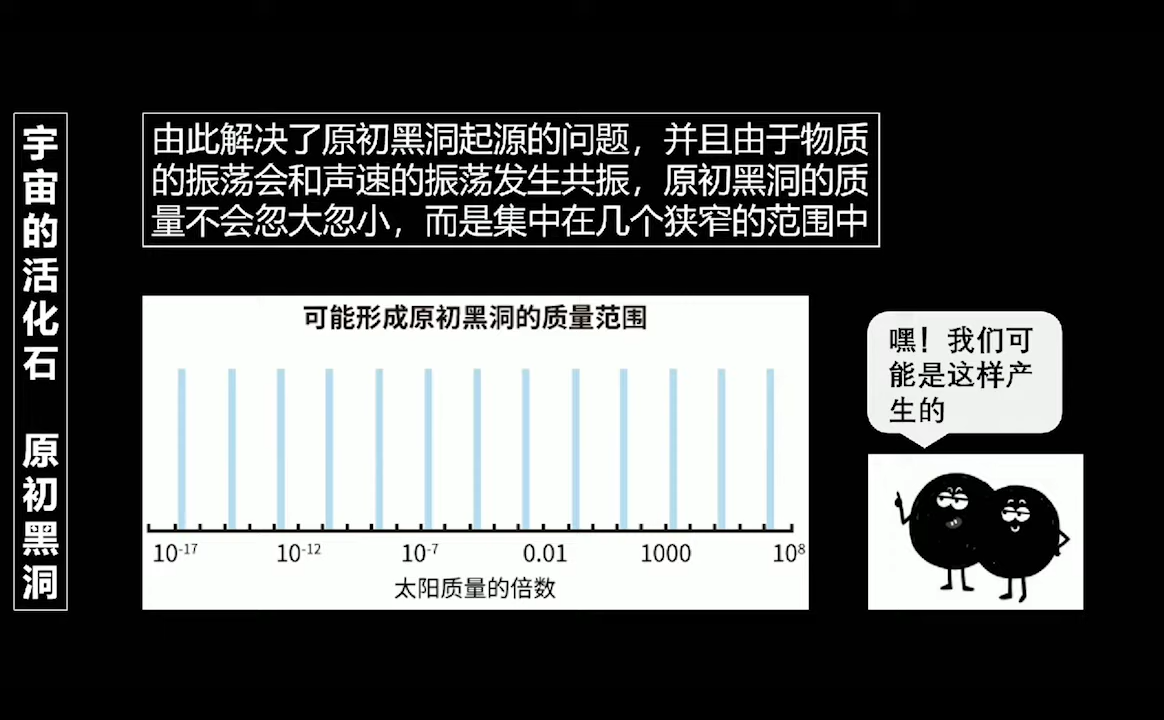 宇宙的活化石 原初黑洞
由此解决了原初黑洞起源的问题，并且由于物质
的振荡会和声速的振荡发生共振，原初黑洞的质
量不会忽大忽小，而是集中在几个狭窄的范围中
可能形成原初黑洞的质量范围
10⁻¹⁷ 10⁻¹² 10⁻⁷ 0.01 1000 10⁸
太阳质量的倍数
嘿！我们可
能是这样产
生的